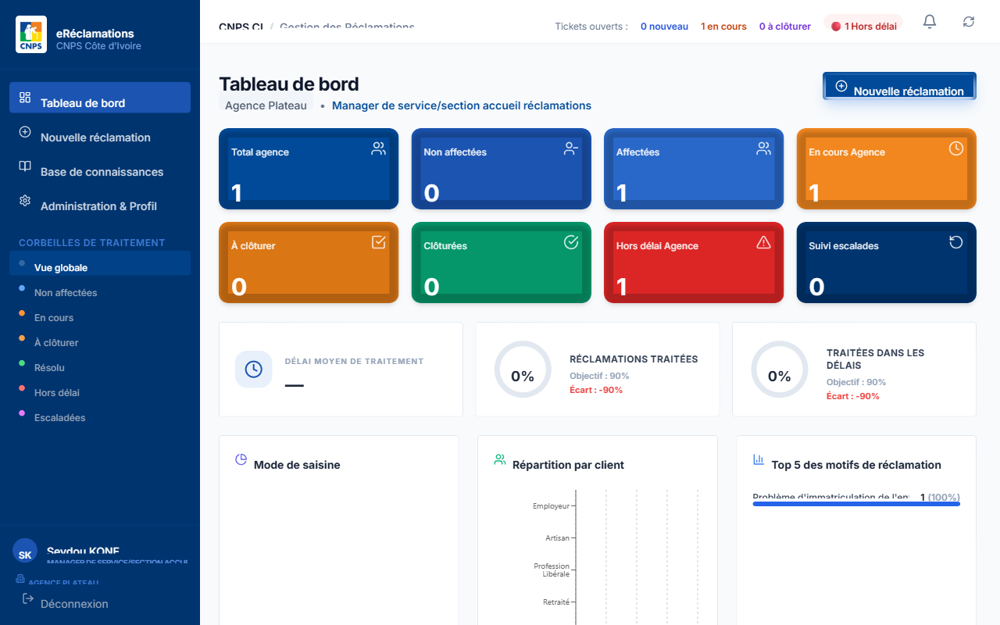 CNPS
eRéclamations
CNPS Côte d'Ivoire
Tableau de bord
Nouvelle réclamation
Base de connaissances
Administration & Profil
CORBEILLES DE TRAITEMENT
Vue globale
Non affectées
En cours
À clôturer
Résolu
Hors délai
Escaladées
SK
Seydou KONE
MANAGER DE SERVICE/SECTION ACCUE
AGENCE PLATEAU
Déconnexion
CNPS CI / Gestion des Réclamations
Tickets ouverts : 0 nouveau 1 en cours 0 à clôturer 1 Hors délai
Tableau de bord
Agence Plateau • Manager de service/section accueil réclamations
Nouvelle réclamation
Total agence
1
Non affectées
0
Affectées
1
En cours Agence
1
À clôturer
0
Clôturées
0
Hors délai Agence
1
Suivi escalades
0
DÉLAI MOYEN DE TRAITEMENT
—
0%
RÉCLAMATIONS TRAITÉES
Objectif : 90%
Écart : -90%
0%
TRAITÉES DANS LES
DÉLAIS
Objectif : 90%
Écart : -90%
Mode de saisine
Répartition par client
Employeur
Artisan
Profession
Libérale
Retraité
Top 5 des motifs de réclamation
Problème d'immatriculation de l'en 1 (100%)